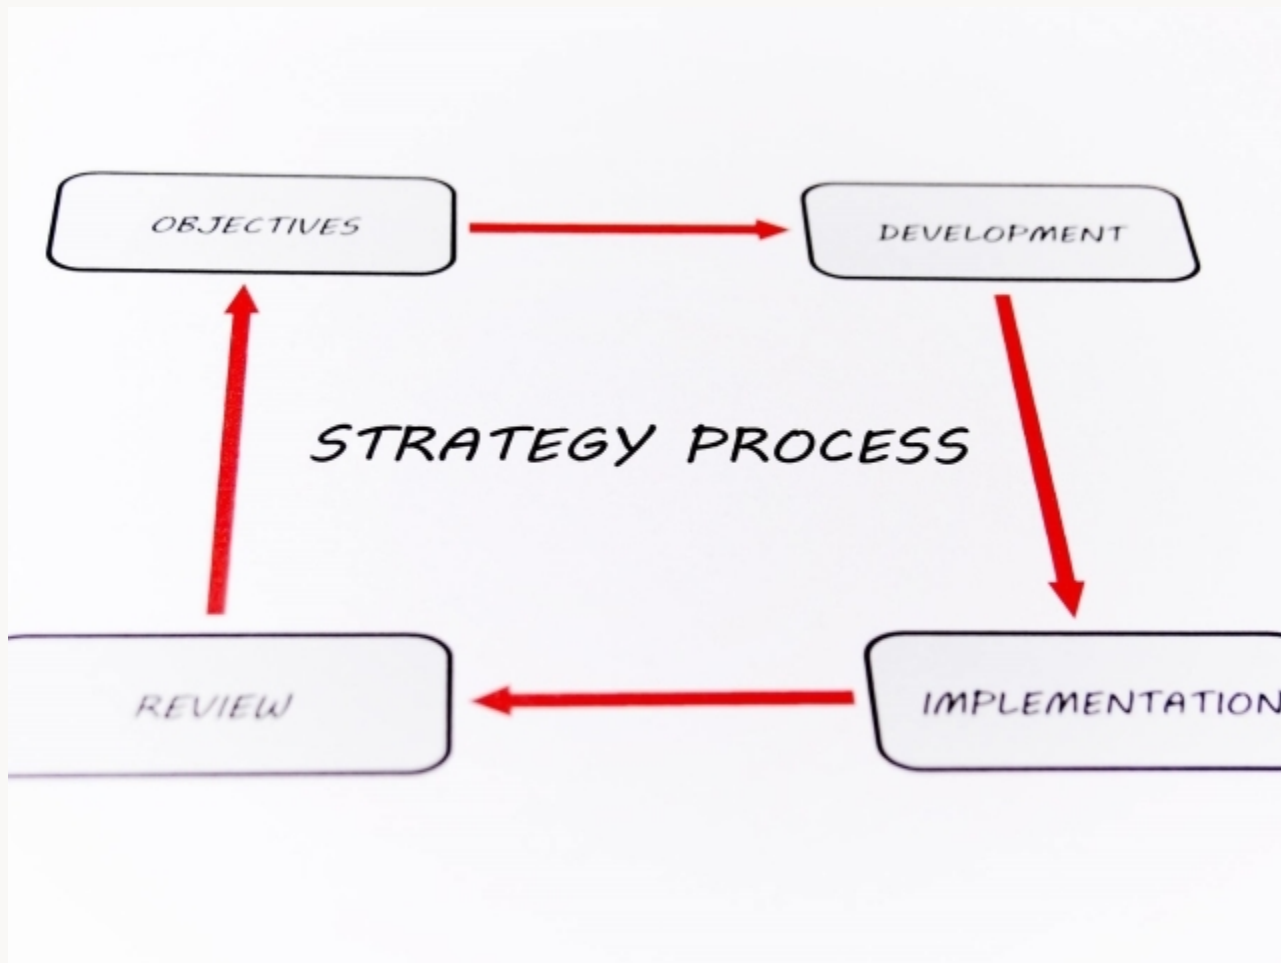 OBJECTIVES
DEVELOPMENT
STRATEGY PROCESS
REVIEW
IMPLEMENTATION